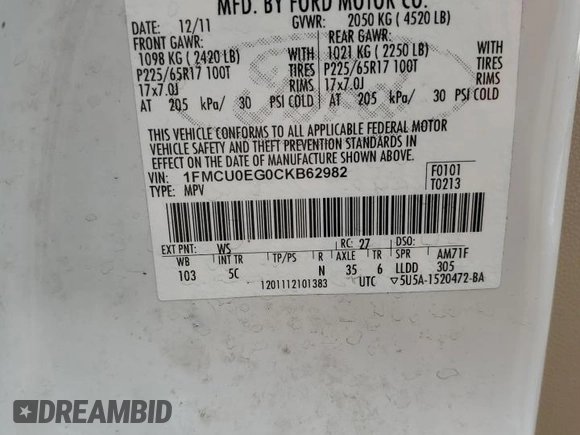 MFD. BY FORD MOTOR CO.
DATE: 12/11 GVWR: 2050 KG ( 4520 LB)
FRONT GAWR: REAR GAWR:
1098 KG ( 2420 LB) 1021 KG ( 2250 LB)
P225/65R17 100T TIRES P225/65R17 100T TIRES
17x7.0J RIMS 17x7.0J RIMS
AT 205 kPa/ 30 PSI COLD AT 205 kPa/ 30 PSI COLD
THIS VEHICLE CONFORMS TO ALL APPLICABLE FEDERAL MOTOR
VEHICLE SAFETY AND THEFT PREVENTION STANDARDS IN
EFFECT ON THE DATE OF MANUFACTURE SHOWN ABOVE.
VIN: 1FMCU0EG0CKB62982 F0101
TYPE: MPV T0213
EXT PNT: WS RC: 27 DSO:
WB INT TR TP/PS R AXLE TR SPR AM71F
103 5C N 35 6 LLDD 305
1201112101383 UTC ▽5U5A-1520472-BA
DREAMBID